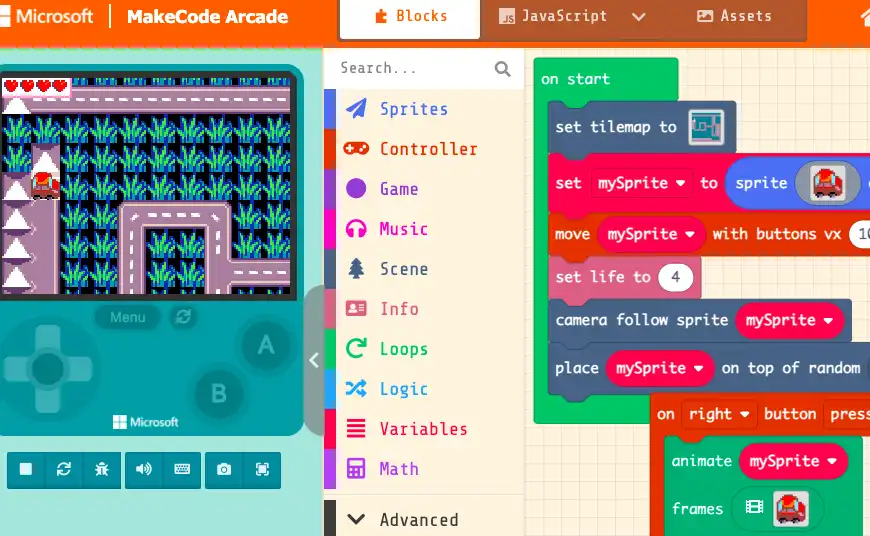 Microsoft
MakeCode Arcade
Blocks
JS
JavaScript
Assets
Menu
A
B
Microsoft
Search...
Sprites
Controller
Game
Music
Scene
Info
Loops
Logic
Variables
Math
Advanced
on start
set tilemap to
set mySprite to sprite
move mySprite with buttons vx
set life to 4
camera follow sprite mySprite
place mySprite on top of random
on right button press
animate mySprite
frames